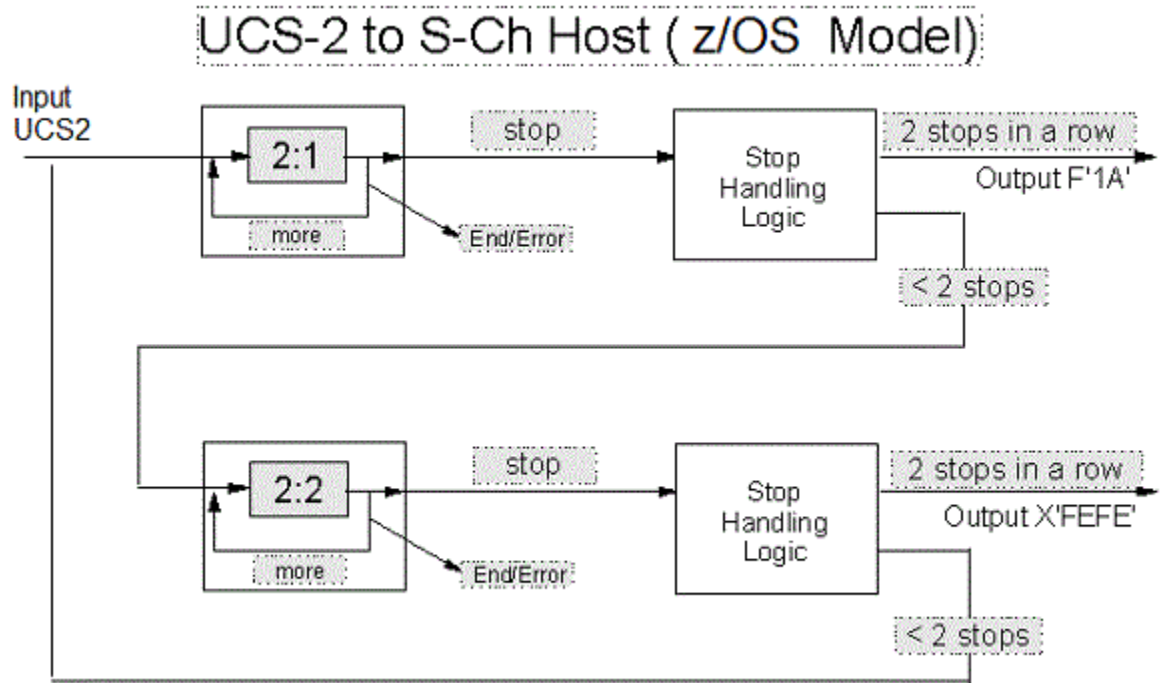 UCS-2 to S-Ch Host ( z/OS Model)
Input
UCS2
2:1
more
End/Error
stop
Stop
Handling
Logic
2 stops in a row
Output F'1A'
< 2 stops
2:2
more
End/Error
stop
Stop
Handling
Logic
2 stops in a row
Output X'FEFE'
< 2 stops